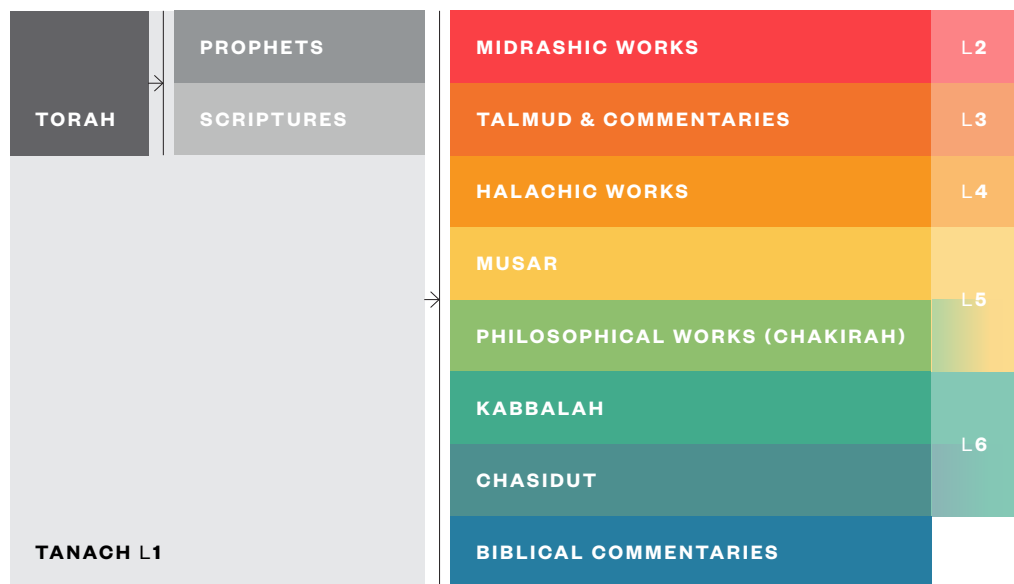 TORAH
PROPHETS
SCRIPTURES
TANACH L1
MIDRASHIC WORKS L2
TALMUD & COMMENTARIES L3
HALACHIC WORKS L4
MUSAR
L5
PHILOSOPHICAL WORKS (CHAKIRAH)
KABBALAH
L6
CHASIDUT
BIBLICAL COMMENTARIES